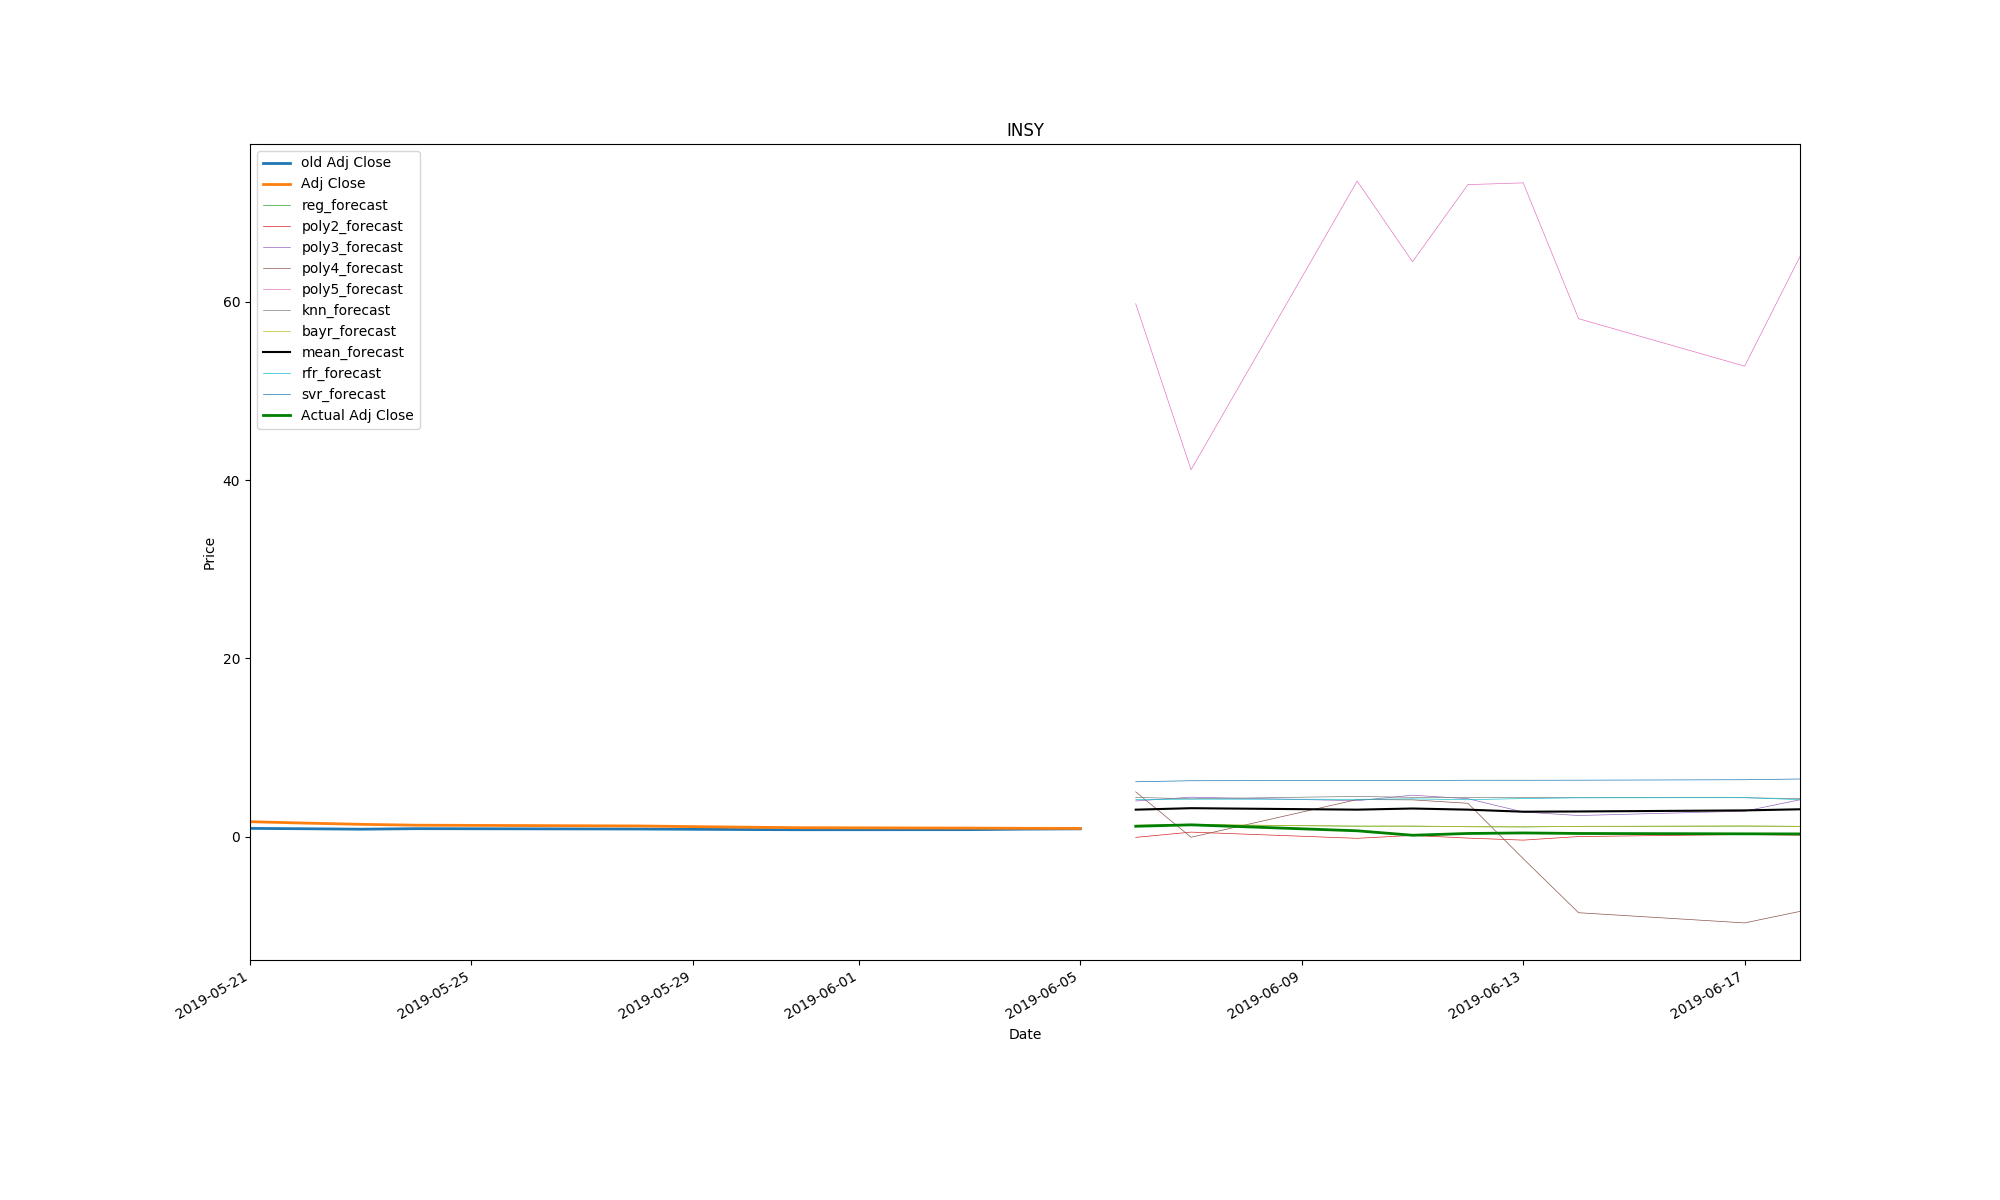 INSY
old Adj Close
Adj Close
reg_forecast
poly2_forecast
poly3_forecast
poly4_forecast
poly5_forecast
knn_forecast
bayr_forecast
mean_forecast
rfr_forecast
svr_forecast
Actual Adj Close
60
40
20
0
Price
2019-05-21
2019-05-25
2019-05-29
2019-06-01
2019-06-05
2019-06-09
2019-06-13
2019-06-17
Date